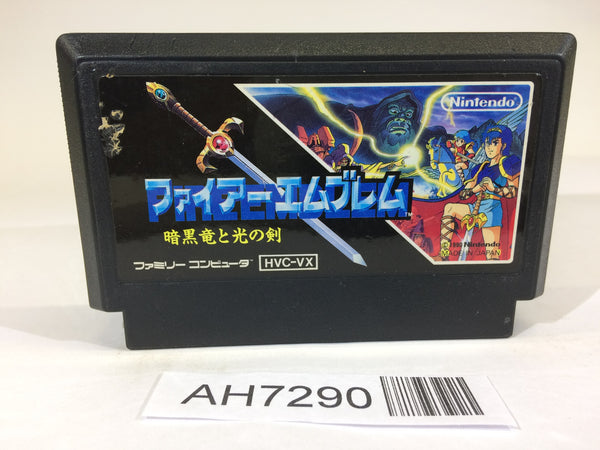 Nintendo
ファイアーエムブレム
TM
暗黒竜と光の剣
ファミリーコンピュータ HVC-VX
©1990 Nintendo
MADE IN JAPAN
AH7290